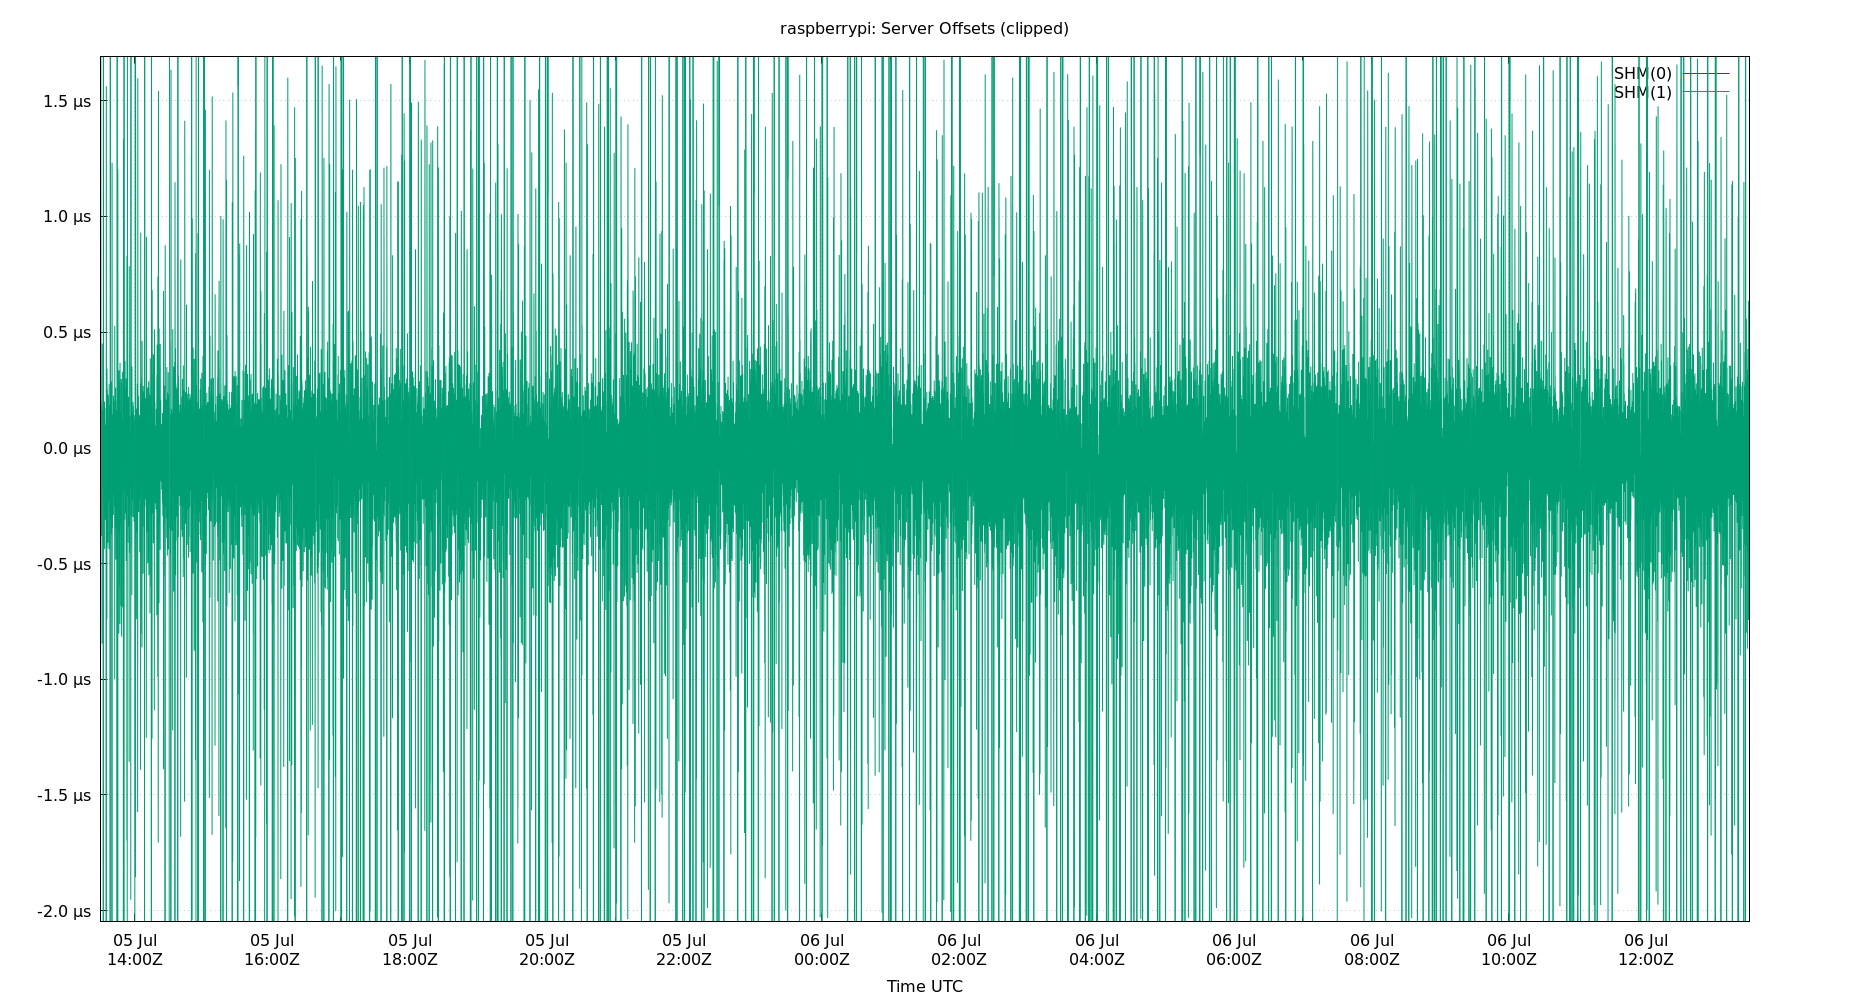 raspberrypi: Server Offsets (clipped)
SHM(0)
SHM(1)
1.5 µs
1.0 µs
0.5 µs
0.0 µs
-0.5 µs
-1.0 µs
-1.5 µs
-2.0 µs
05 Jul 05 Jul 05 Jul 05 Jul 05 Jul 06 Jul 06 Jul 06 Jul 06 Jul 06 Jul 06 Jul 06 Jul
14:00Z 16:00Z 18:00Z 20:00Z 22:00Z 00:00Z 02:00Z 04:00Z 06:00Z 08:00Z 10:00Z 12:00Z
Time UTC